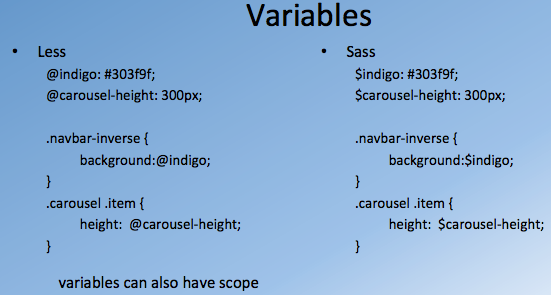 Variables
• Less
@indigo: #303f9f;
@carousel-height: 300px;
.navbar-inverse {
background:@indigo;
}
.carousel .item {
height: @carousel-height;
}
variables can also have scope
• Sass
$indigo: #303f9f;
$carousel-height: 300px;
.navbar-inverse {
background:$indigo;
}
.carousel .item {
height: $carousel-height;
}